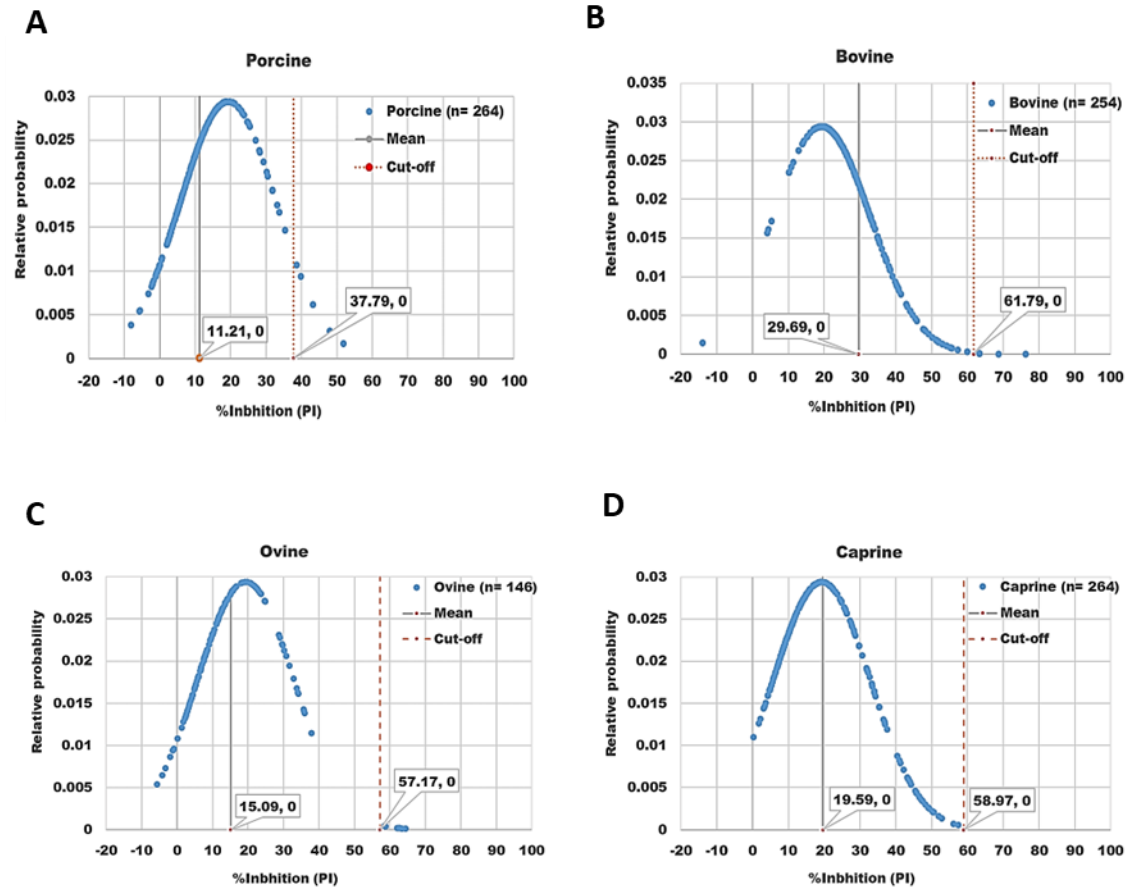 A
Porcine
0.03
0.025
0.02
0.015
0.01
0.005
0
Relative probability
Porcine (n= 264)
Mean
Cut-off
37.79, 0
11.21, 0
-20 -10 0 10 20 30 40 50 60 70 80 90 100
%Inbhition (PI)
B
Bovine
0.035
0.03
0.025
0.02
0.015
0.01
0.005
0
Relative probability
Bovine (n= 254)
Mean
Cut-off
61.79, 0
29.69, 0
-20 -10 0 10 20 30 40 50 60 70 80 90 100
%Inbhition (PI)
C
Ovine
0.03
0.025
0.02
0.015
0.01
0.005
0
Relative probability
Ovine (n= 146)
Mean
Cut-off
57.17, 0
15.09, 0
-20 -10 0 10 20 30 40 50 60 70 80 90 100
%Inbhition (PI)
D
Caprine
0.03
0.025
0.02
0.015
0.01
0.005
0
Relative probability
Caprine (n= 264)
Mean
Cut-off
19.59, 0
58.97, 0
-20 -10 0 10 20 30 40 50 60 70 80 90 100
%Inbhition (PI)